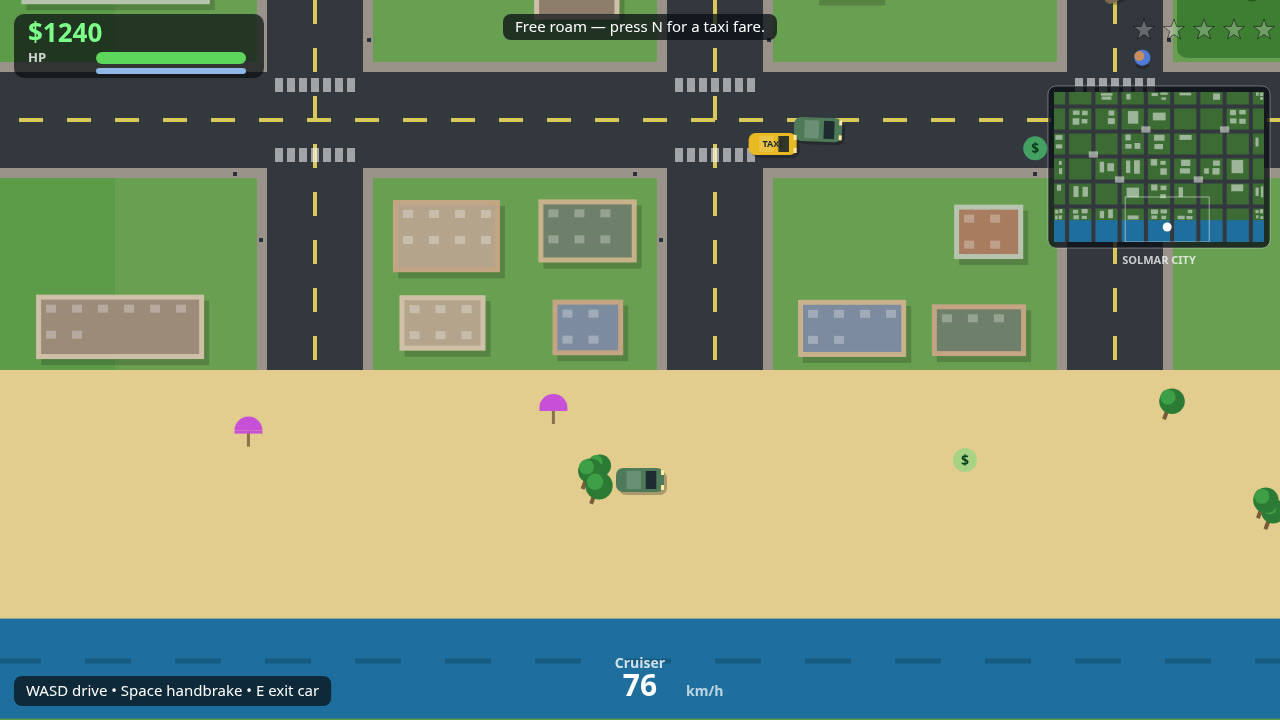 $1240
HP
Free roam — press N for a taxi fare.
TAXI
$
SOLMAR CITY
$
Cruiser
76 km/h
WASD drive • Space handbrake • E exit car